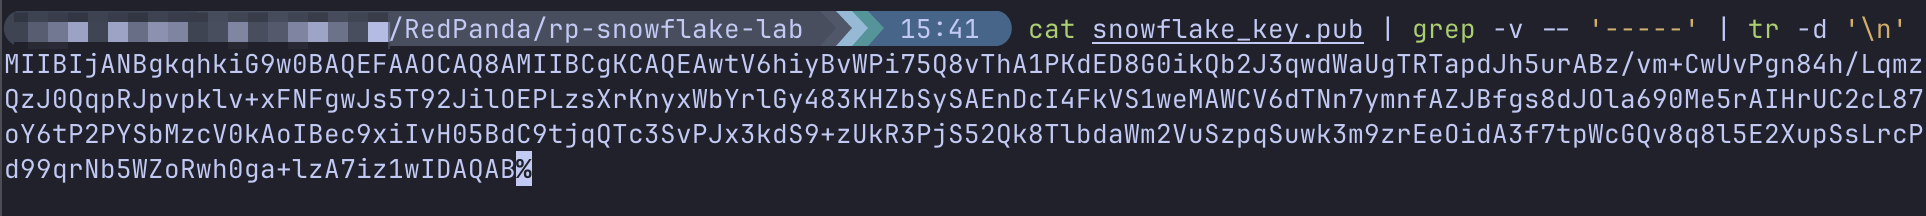 /RedPanda/rp-snowflake-lab 15:41 cat snowflake_key.pub | grep -v -- '-----' | tr -d '\n'
MIIBIjANBgkqhkiG9w0BAQEFAAOCAQ8AMIIBCgKCAQEAwtV6hiyBvWPi75Q8vThA1PKdED8G0ikQb2J3qwdWaUgTRTapdJh5urABz/vm+CwUvPgn84h/Lqmz
QzJ0QqpRJpvpklv+xFNFgwJs5T92JilOEPLzsXrKnyxWbYrlGy483KHZbSySAEnDcI4FkVS1weMAWCV6dTNn7ymnfAZJBfgs8dJOla690Me5rAIHrUC2cL87
oY6tP2PYSbMzcV0kAoIBec9xiIvH05BdC9tjqQTc3SvPJx3kdS9+zUkR3PjS52Qk8TlbdaWm2VuSzpqSuwk3m9zrEeOidA3f7tpWcGQv8q8l5E2XupSsLrcP
d99qrNb5WZoRwh0ga+lzA7iz1wIDAQAB%